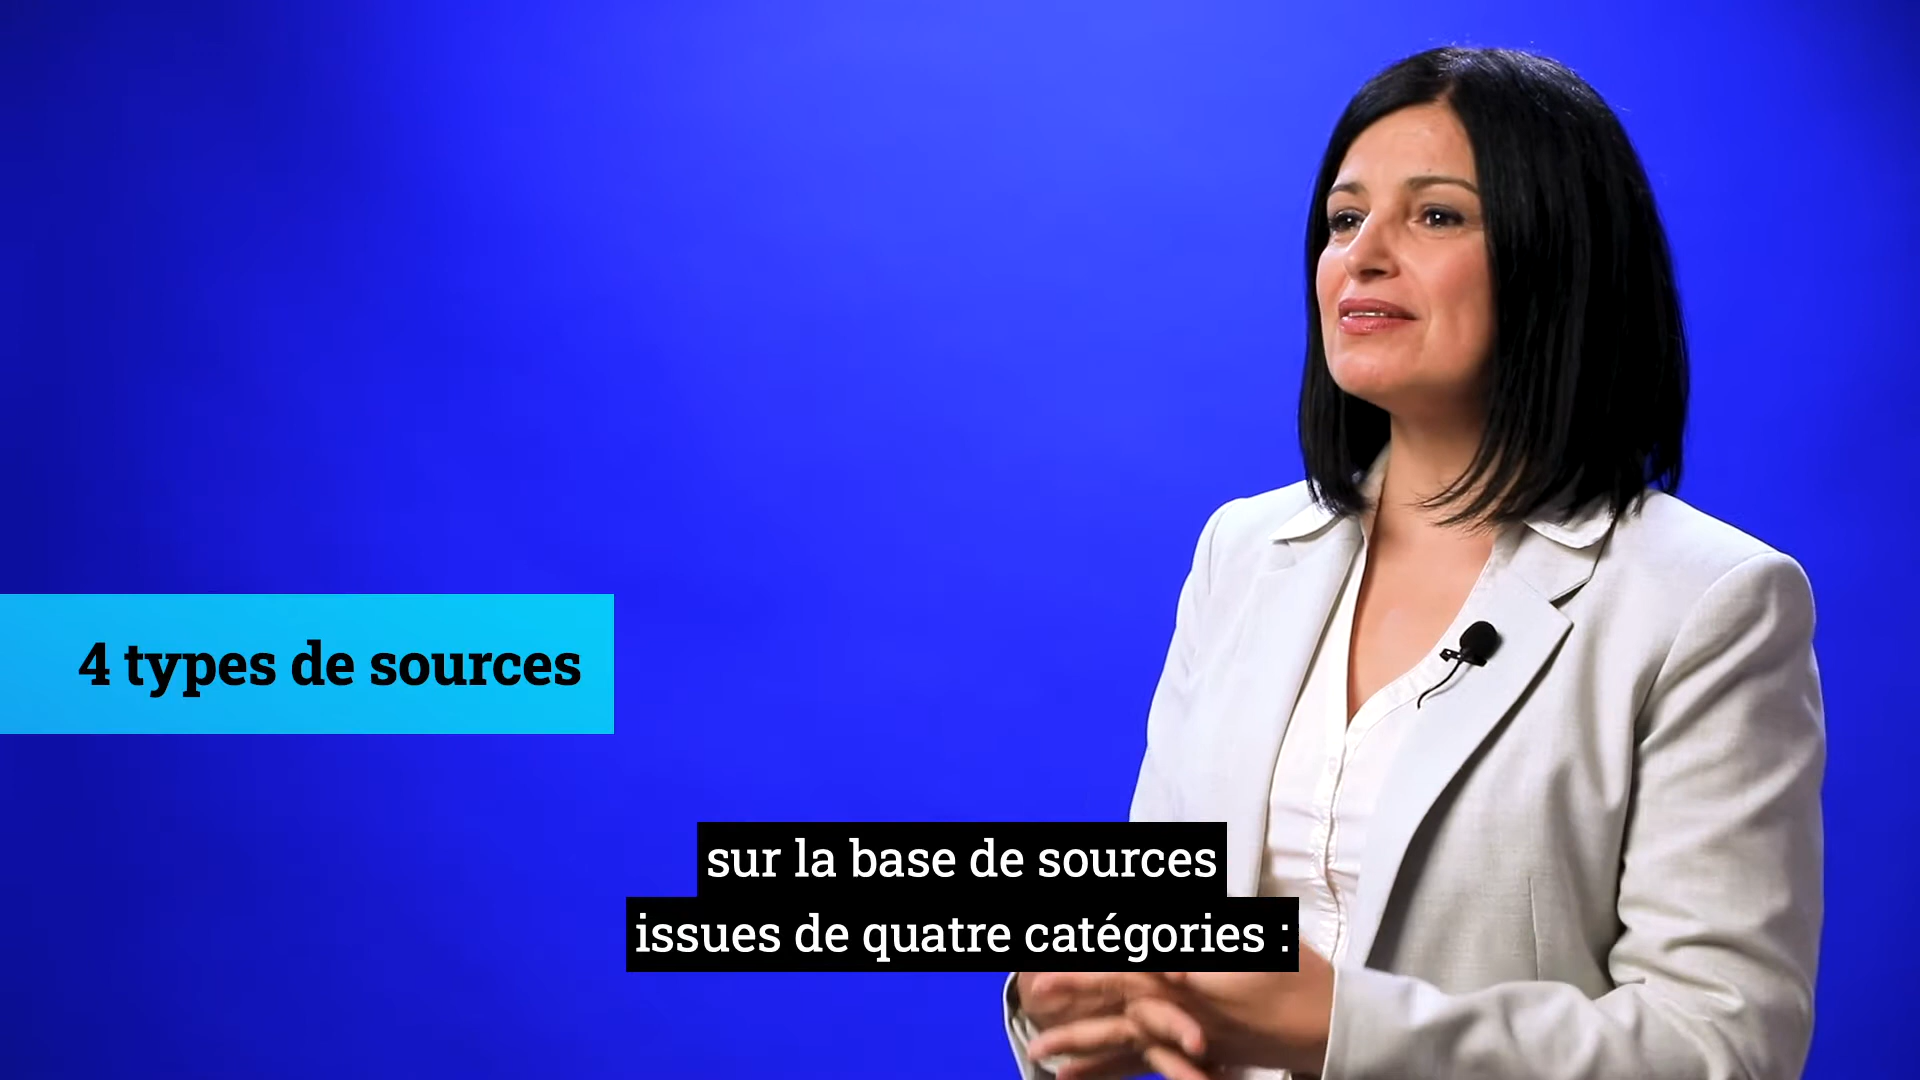 4 types de sources
sur la base de sources
issues de quatre catégories :